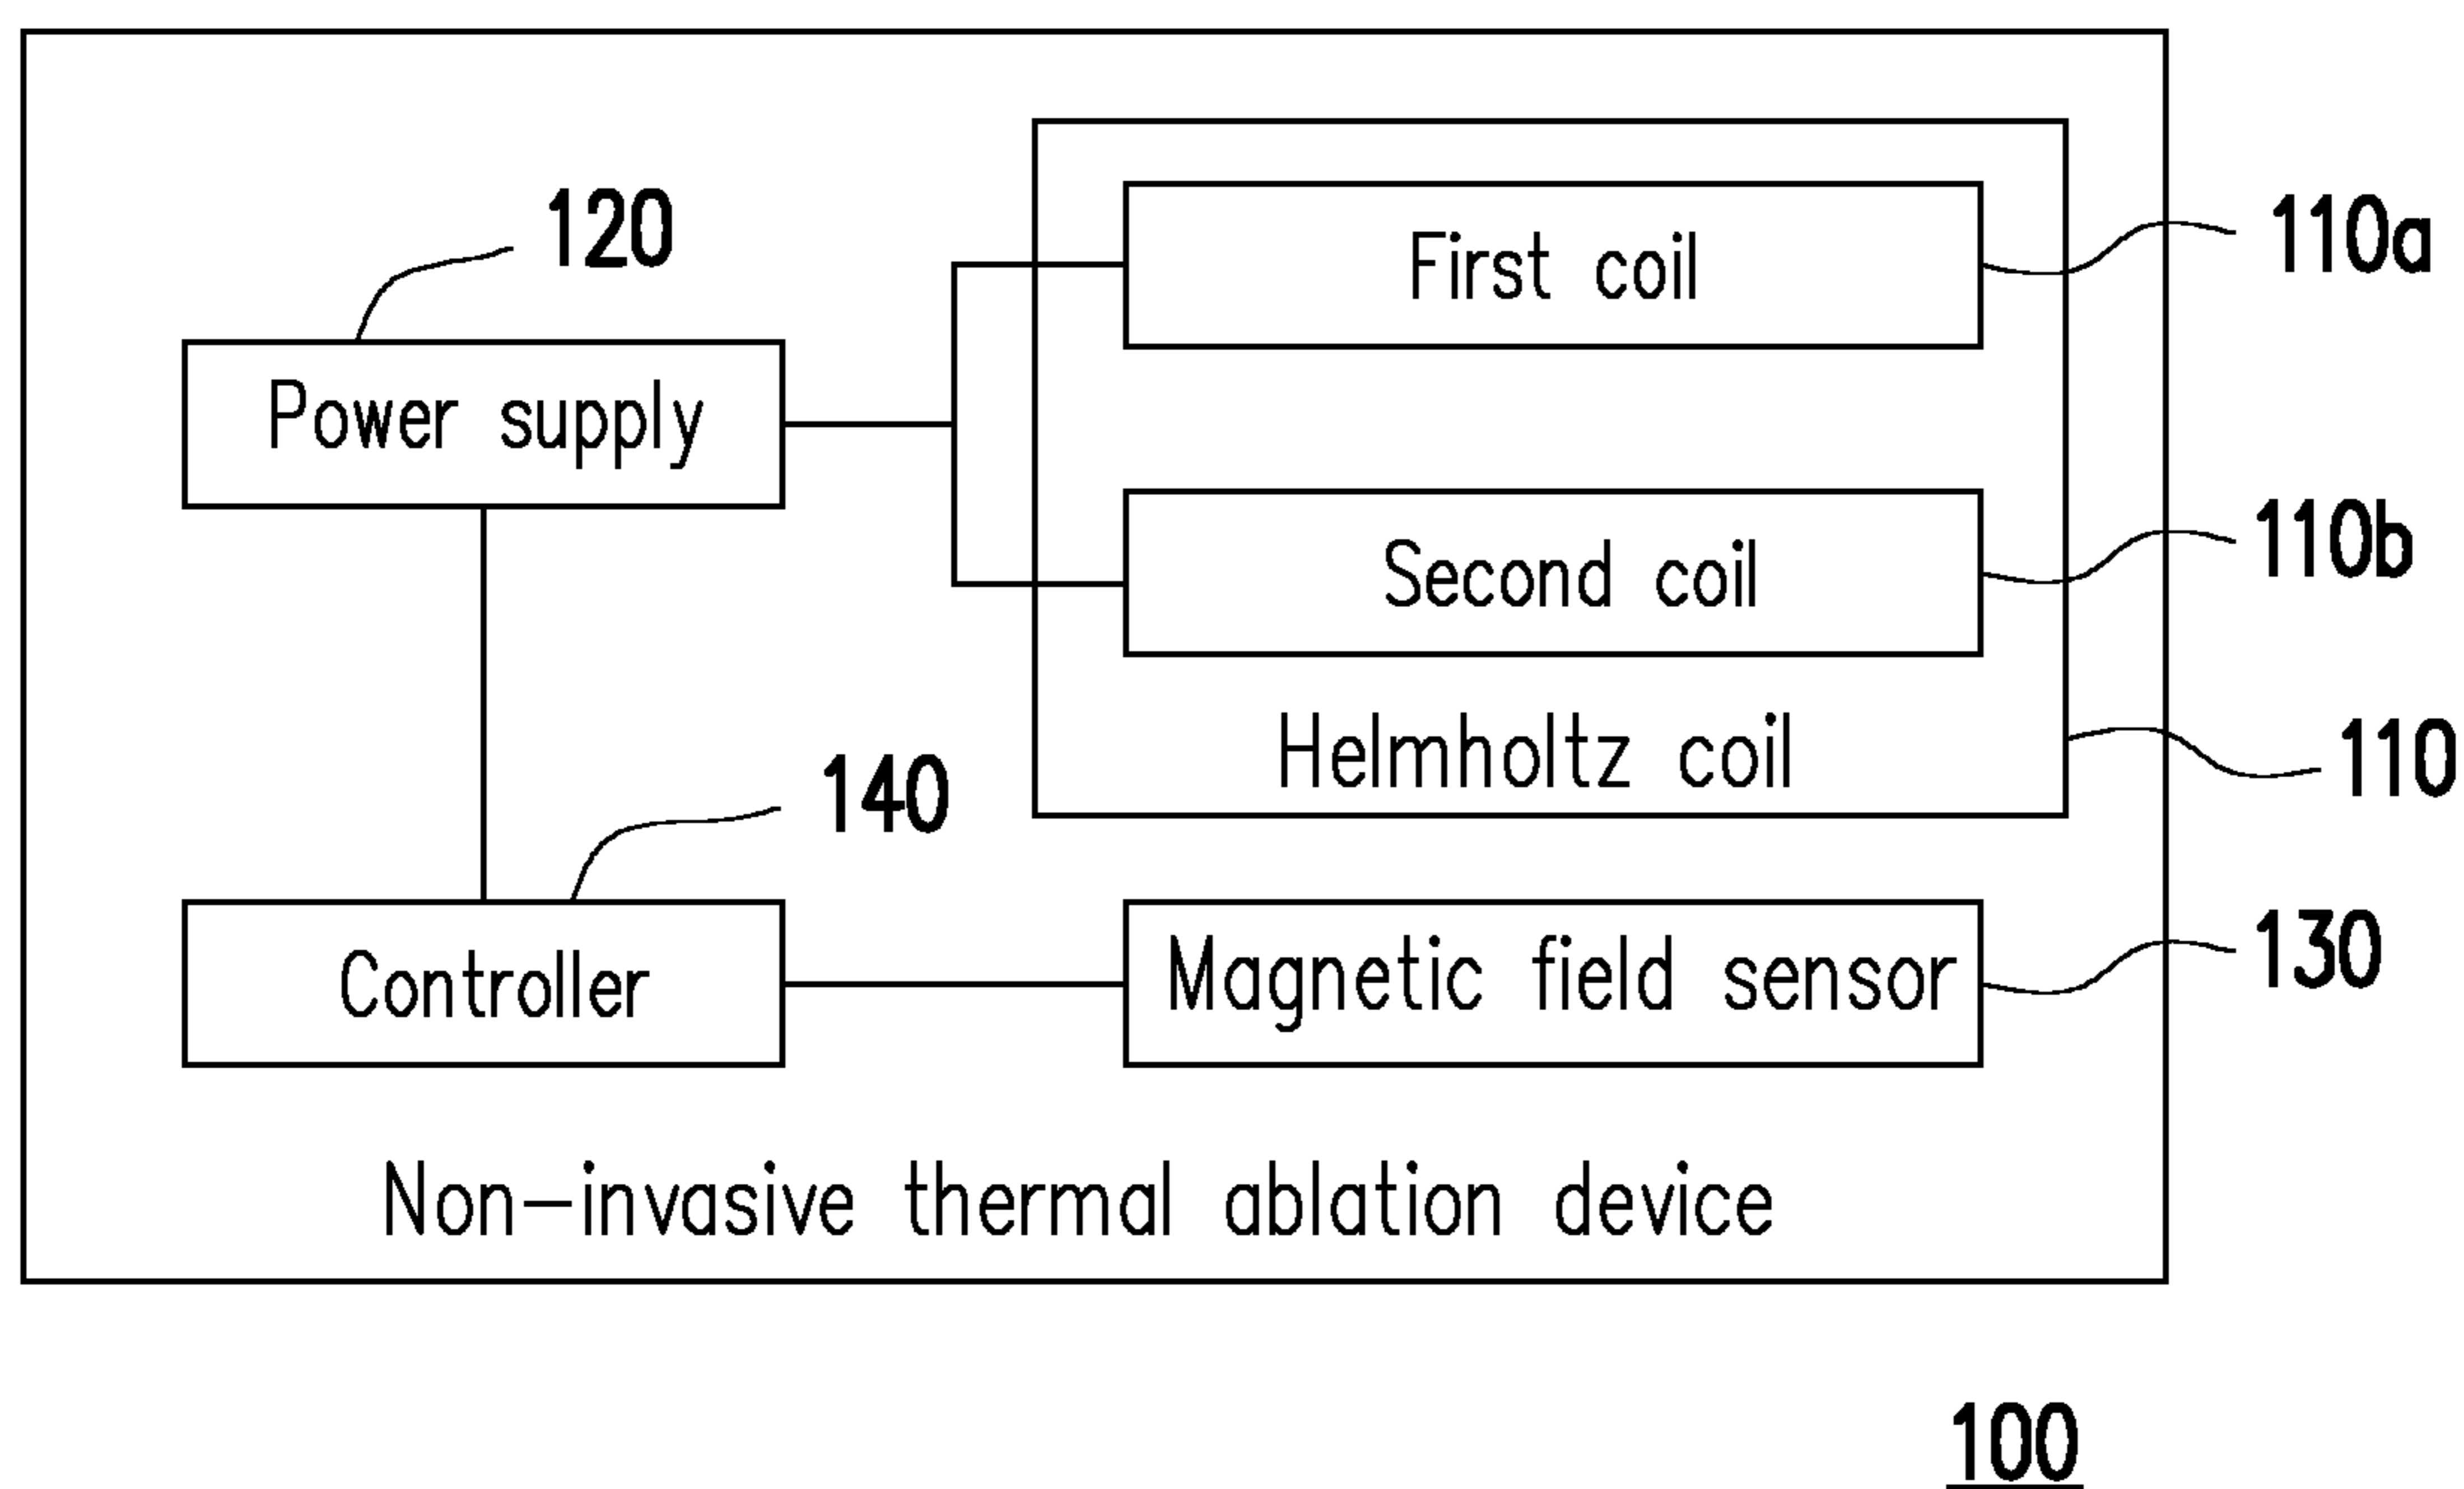 120
110a
First coil
Power supply
110b
Second coil
Helmholtz coil
110
140
Controller
Magnetic field sensor
130
Non-invasive thermal ablation device
100